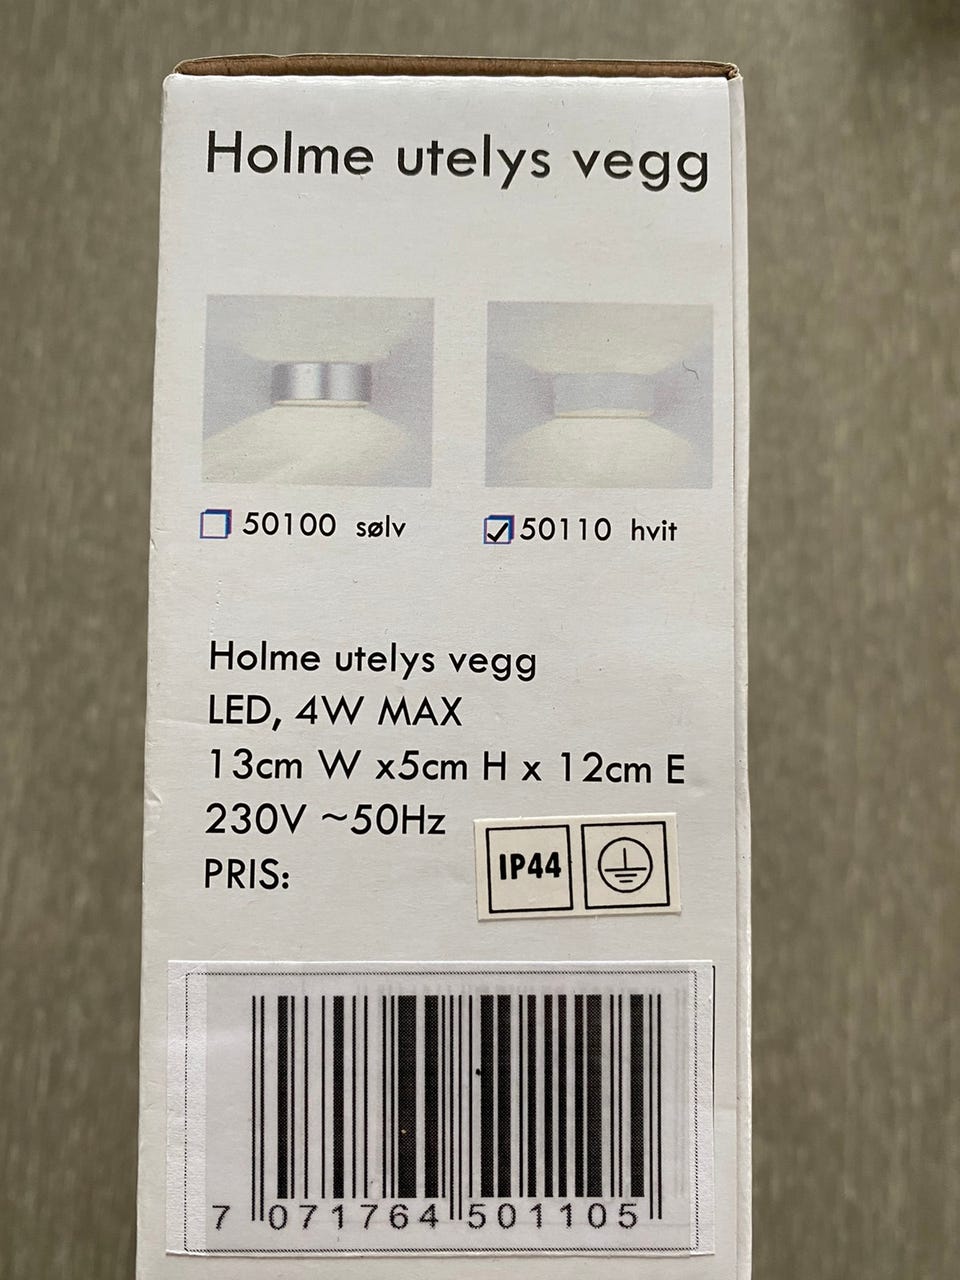 Holme utelys vegg
50100 sølv
50110 hvit
Holme utelys vegg
LED, 4W MAX
13cm W x5cm H x 12cm E
230V ~50Hz
PRIS:
IP44
7 071764 501105